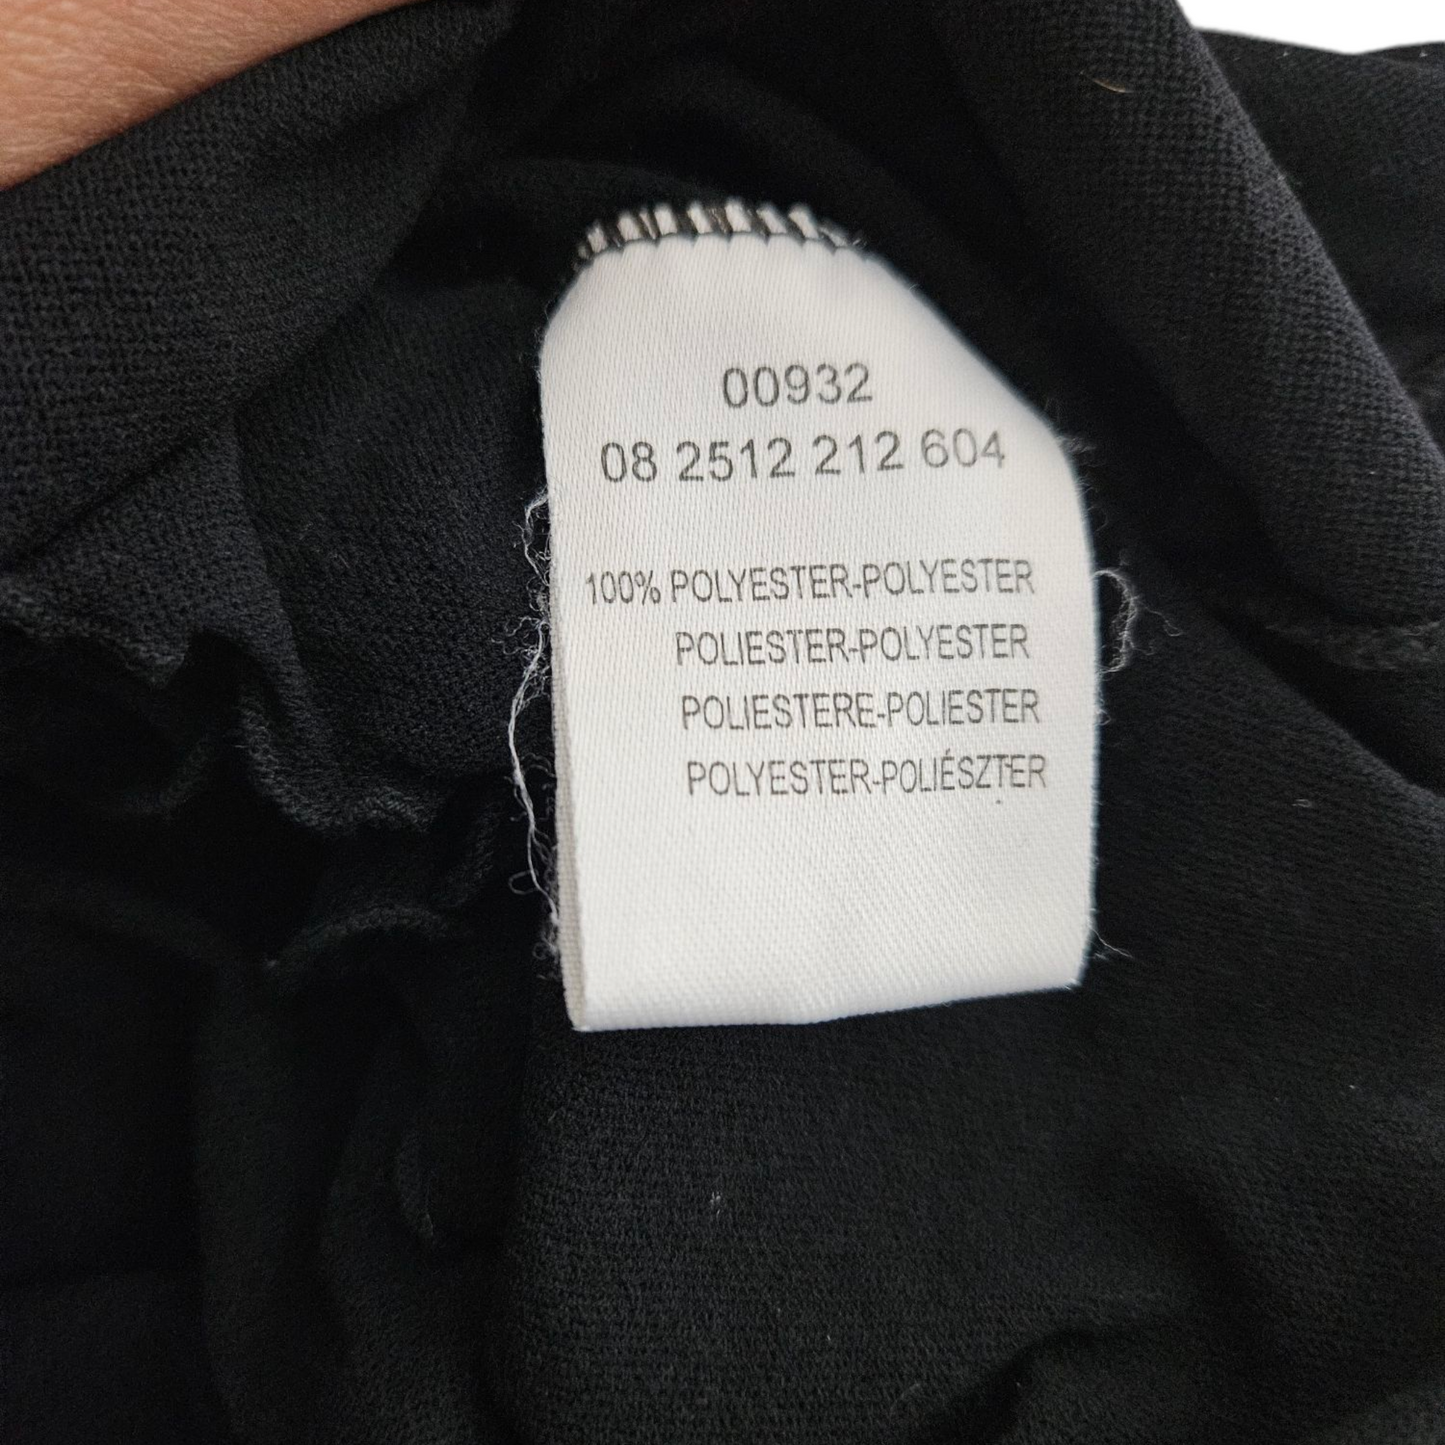 00932
08 2512 212 604
100% POLYESTER-POLYESTER
POLIESTER-POLYESTER
POLIESTERE-POLIESTER
POLYESTER-POLIÉSZTER